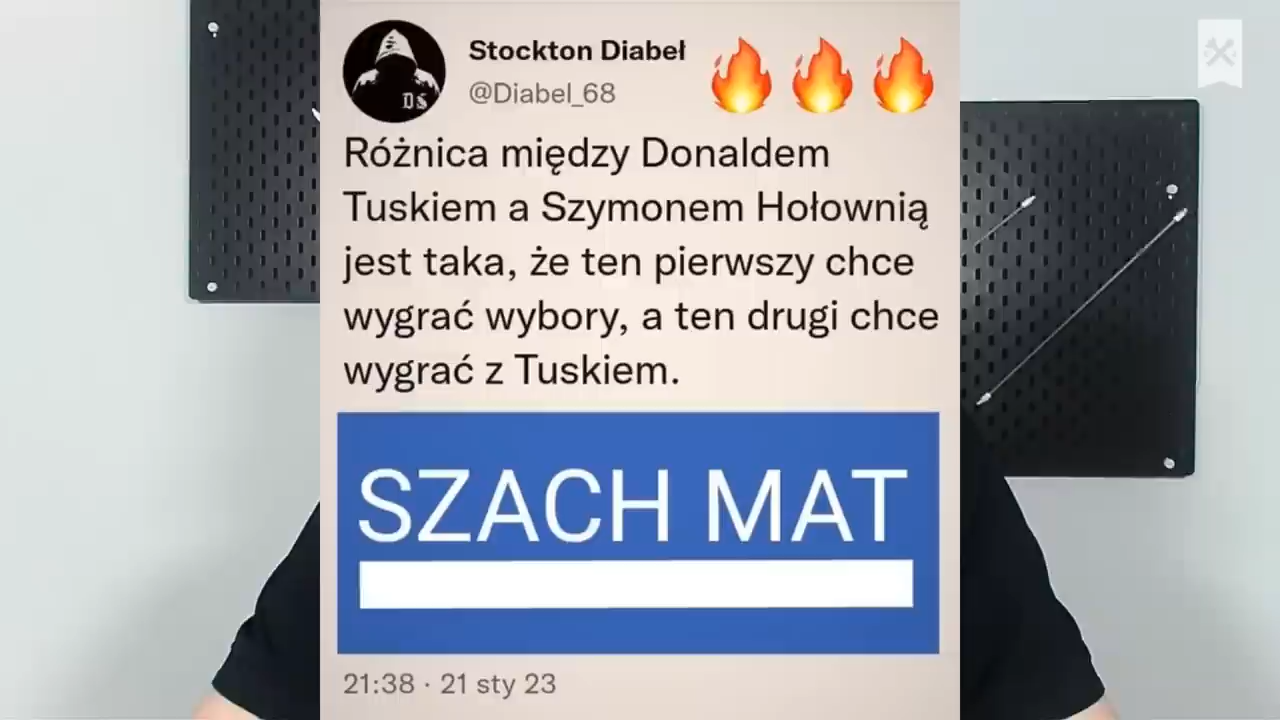 Stockton Diabeł
@Diabel_68
DS
Różnica między Donaldem
Tuskiem a Szymonem Hołownią
jest taka, że ten pierwszy chce
wygrać wybory, a ten drugi chce
wygrać z Tuskiem.
SZACH MAT
21:38 · 21 sty 23